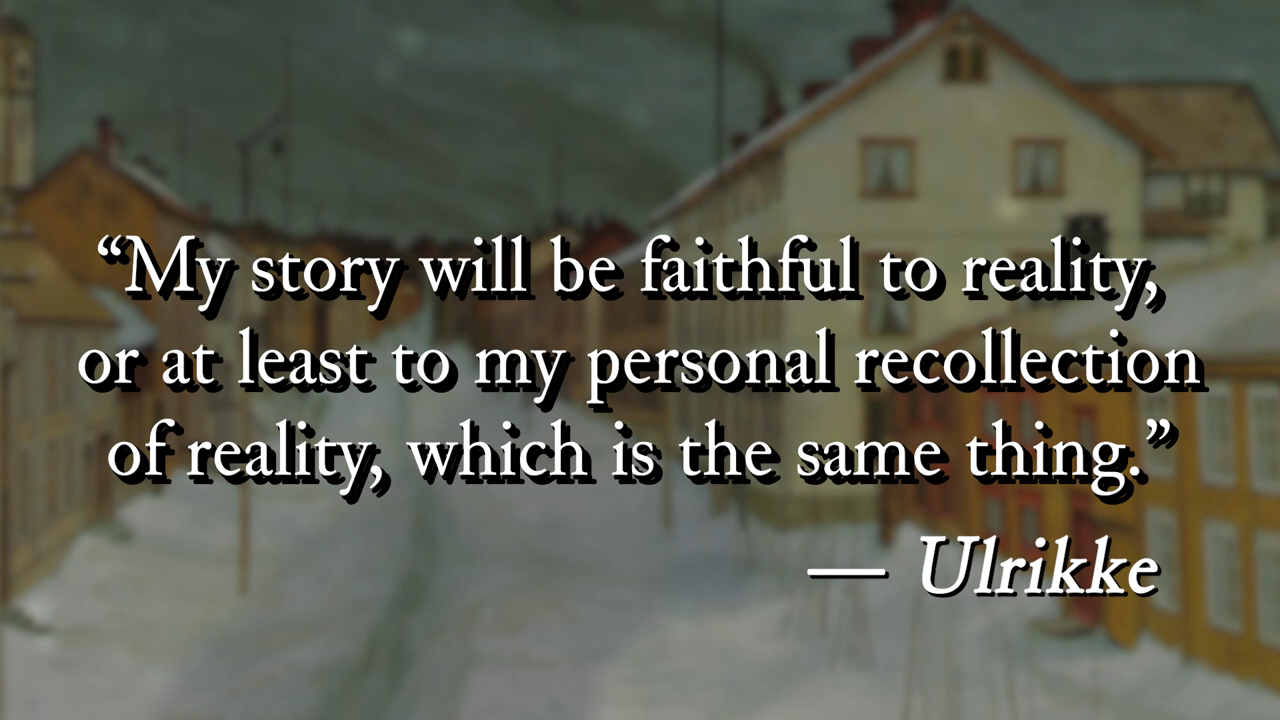 “My story will be faithful to reality,
or at least to my personal recollection
of reality, which is the same thing.”
— Ulrikke